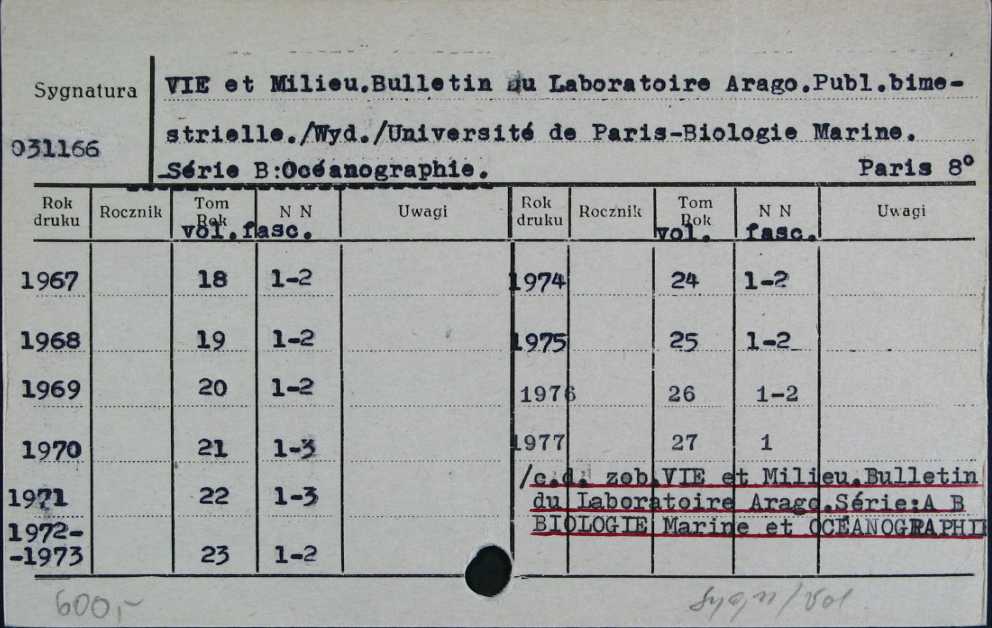 Sygnatura
031166
VIE et Milieu.Bulletin du Laboratoire Arago.Publ.bime-
strielle./Wyd./Université de Paris-Biologie Marine.
Série B:Océanographie. Paris 8°
Rok druku Rocznik Tom Rok N N Uwagi Rok druku Rocznik Tom Rok N N Uwagi
vol. fasc. vol. fasc.
1967 18 1-2 1974 24 1-2
1968 19 1-2 1975 25 1-2
1969 20 1-2 1976 26 1-2
1970 21 1-3 1977 27 1
/c.d. zob.VIE et Milieu.Bulletin
1971 22 1-3 du Laboratoire Arago.Série:A B
1972- BIOLOGIE Marine et OCÉANOGRAPHIE
-1973 23 1-2
600,-